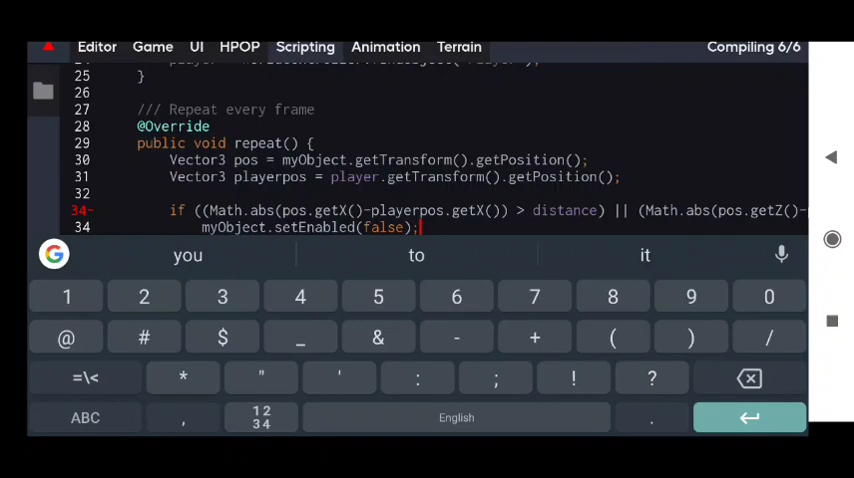 Editor Game UI HPOP Scripting Animation Terrain Compiling 6/6
25 }
26
27 /// Repeat every frame
28 @Override
29 public void repeat() {
30 Vector3 pos = myObject.getTransform().getPosition();
31 Vector3 playerpos = player.getTransform().getPosition();
32
34- if ((Math.abs(pos.getX()-playerpos.getX()) > distance) || (Math.abs(pos.getZ()-
34 myObject.setEnabled(false);
G you to it
1 2 3 4 5 6 7 8 9 0
@ # $ _ & - + ( ) /
=\< * " ' : ; ! ?
ABC , 12 English .
34